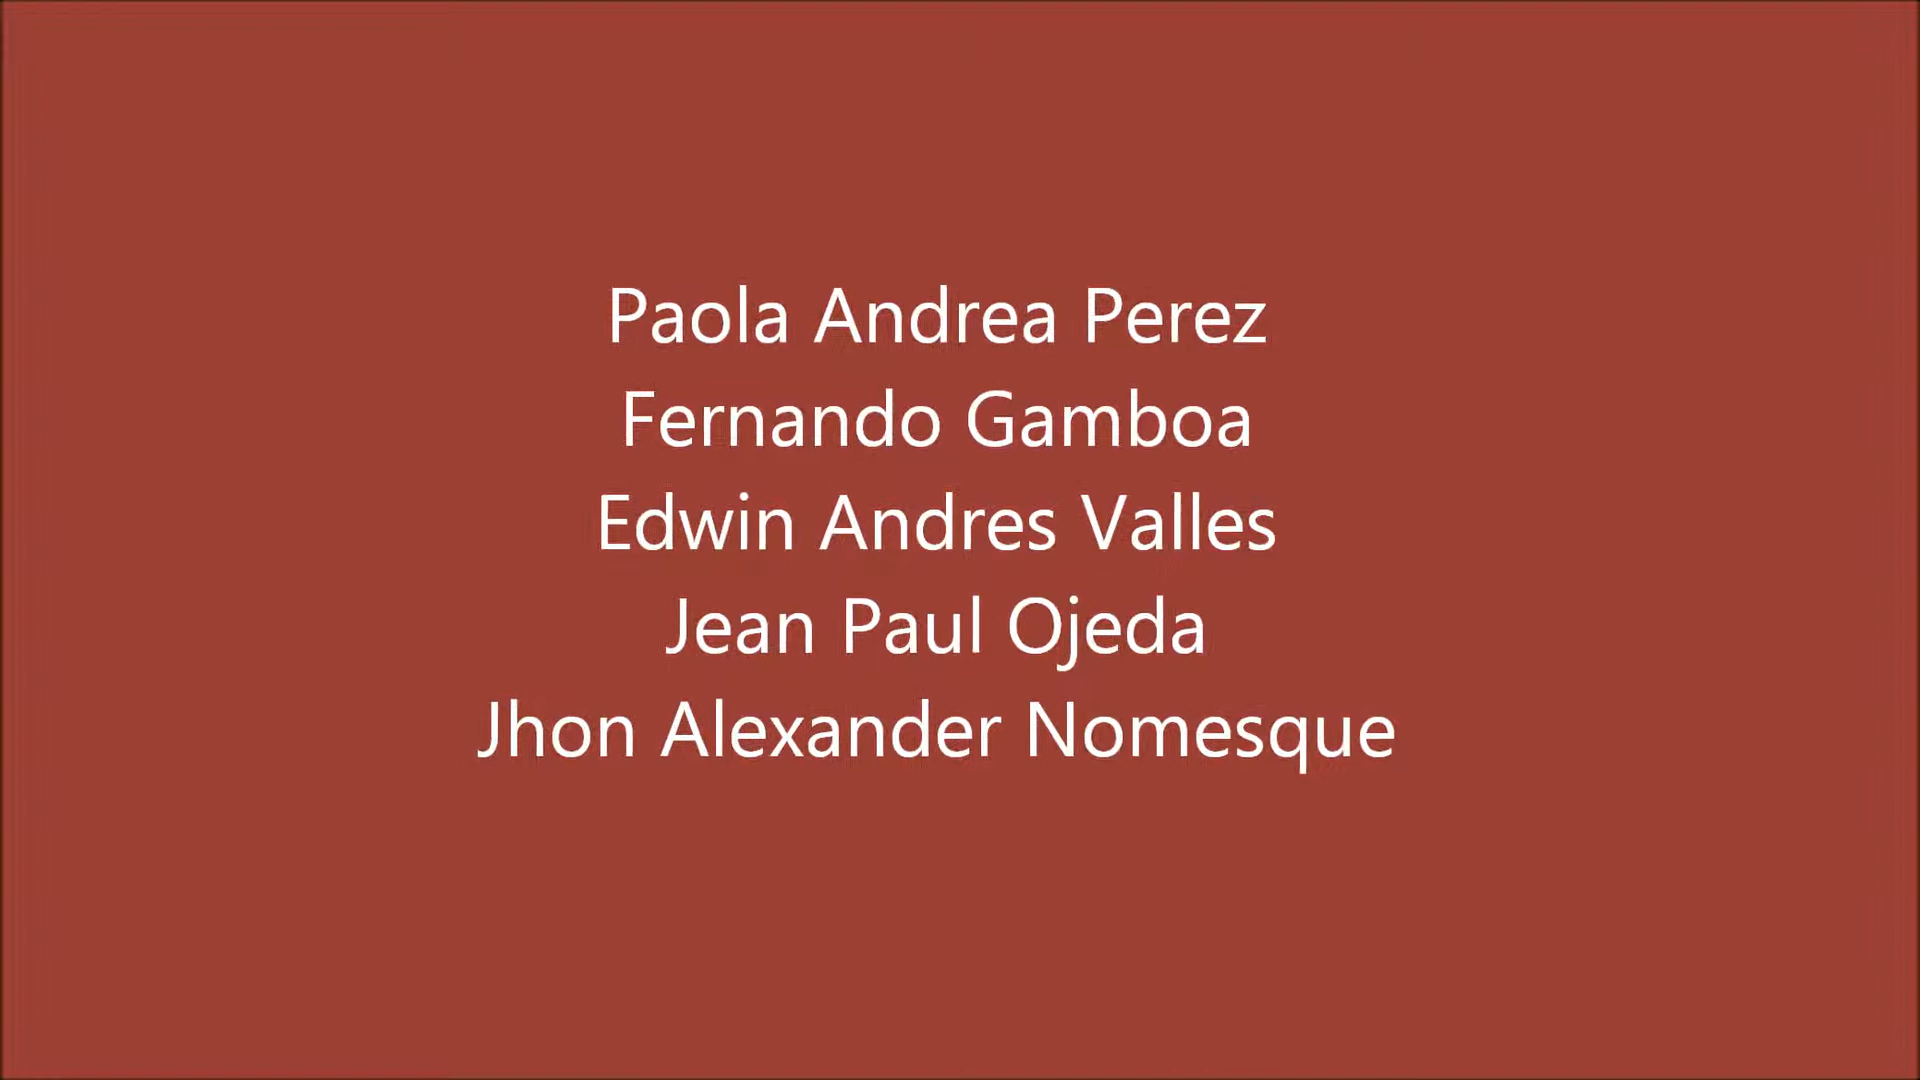 Paola Andrea Perez
Fernando Gamboa
Edwin Andres Valles
Jean Paul Ojeda
Jhon Alexander Nomesque